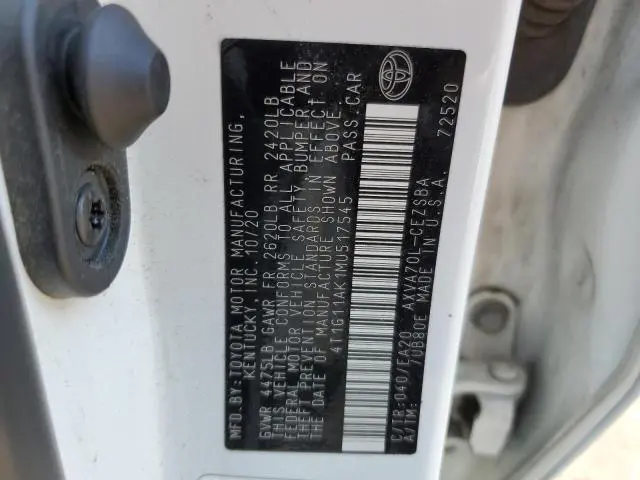 MFD.BY:TOYOTA MOTOR MANUFACTURING,
KENTUCKY, INC. 10/20
GVWR 4475LB GAWR FR 2620LB RR 2420LB
THIS VEHICLE CONFORMS TO ALL APPLICABLE
FEDERAL MOTOR VEHICLE SAFETY, BUMPER, AND
THEFT PREVENTION STANDARDS IN EFFECT ON
THE DATE OF MANUFACTURE SHOWN ABOVE.
4T1G11AK1MU517545 PASS.CAR
C/TR:040/FA20 AXVA70L-CEZSBA
A/TM: /UB80E MADE IN U.S.A. 72520